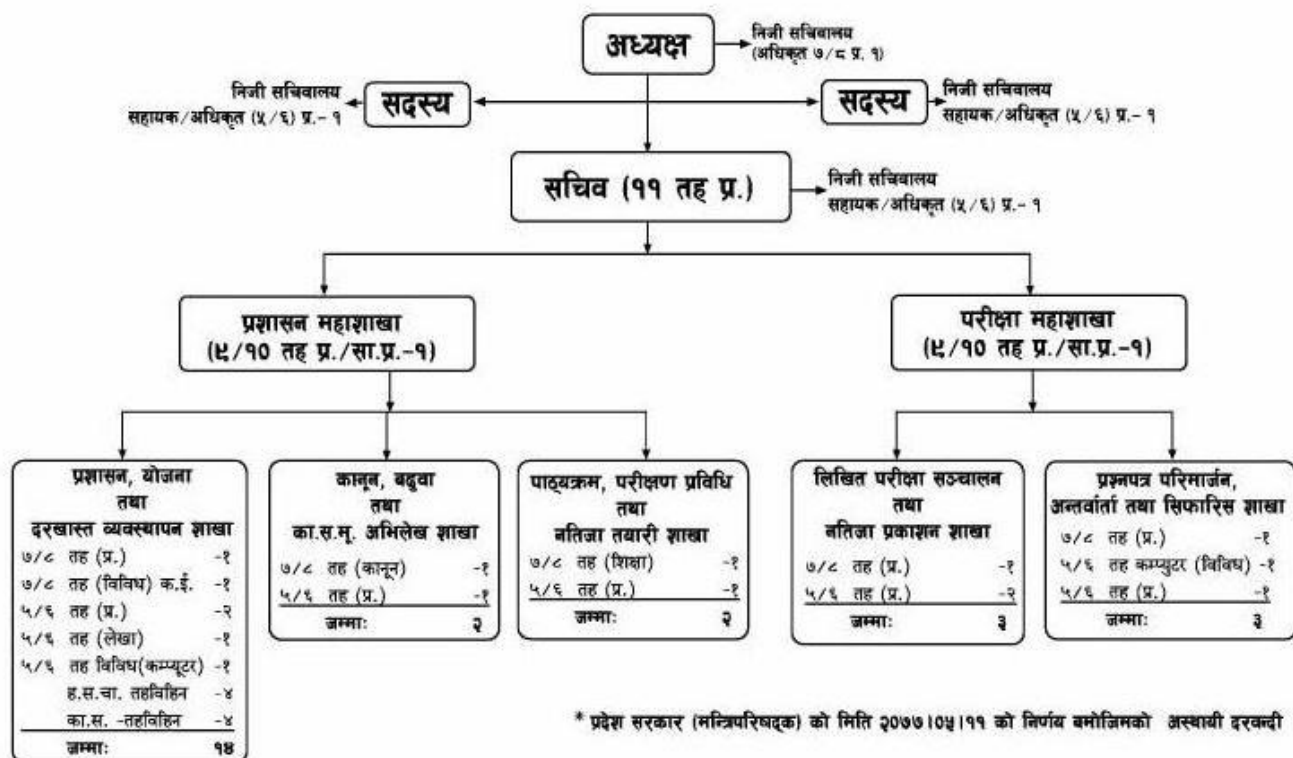 अध्यक्ष
निजी सचिवालय
(अधिकृत ७/८ प्र. १)
निजी सचिवालय
सहायक/अधिकृत (५/६) प्र.- १
सदस्य
सदस्य
निजी सचिवालय
सहायक/अधिकृत (५/६) प्र.- १
सचिव (११ तह प्र.)
निजी सचिवालय
सहायक/अधिकृत (५/६) प्र.- १
प्रशासन महाशाखा
(९/१० तह प्र./सा.प्र.-१)
परीक्षा महाशाखा
(९/१० तह प्र./सा.प्र.-१)
प्रशासन, योजना
तथा
दरखास्त व्यवस्थापन शाखा
७/८ तह (प्र.) -१
७/८ तह (विविध) क.ई. -१
५/६ तह (प्र.) -२
५/६ तह (लेखा) -१
५/६ तह विविध(कम्प्यूटर) -१
ह.स.चा. तहविहिन -४
का.स. -तहविहिन -४
जम्माः १४
कानून, बढुवा
तथा
का.स.मू. अभिलेख शाखा
७/८ तह (कानून) -१
५/६ तह (प्र.) -१
जम्माः २
पाठ्यक्रम, परीक्षण प्रविधि
तथा
नतिजा तयारी शाखा
७/८ तह (शिक्षा) -१
५/६ तह (प्र.) -१
जम्माः २
लिखित परीक्षा सञ्चालन
तथा
नतिजा प्रकाशन शाखा
७/८ तह (प्र.) -१
५/६ तह (प्र.) -२
जम्माः ३
प्रश्नपत्र परिमार्जन,
अन्तर्वार्ता तथा सिफारिस शाखा
७/८ तह (प्र.) -१
५/६ तह कम्प्युटर (विविध) -१
५/६ तह (प्र.) -१
जम्माः ३
* प्रदेश सरकार (मन्त्रिपरिषद्क) को मिति २०७७।०५।११ को निर्णय बमोजिमको अस्थायी दरवन्दी